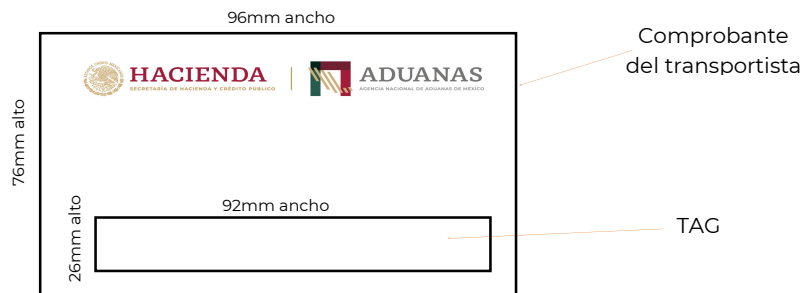 96mm ancho
Comprobante
del transportista
HACIENDA
SECRETARÍA DE HACIENDA Y CRÉDITO PÚBLICO
ADUANAS
AGENCIA NACIONAL DE ADUANAS DE MÉXICO
76mm alto
92mm ancho
26mm alto
TAG